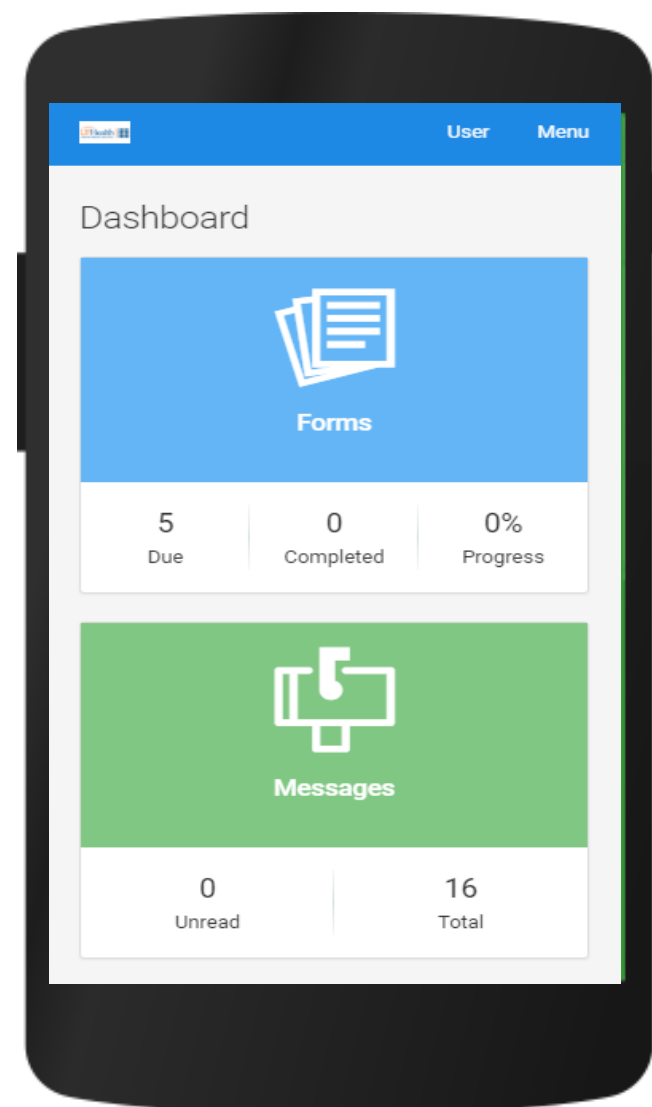 User Menu
Dashboard
Forms
5 0 0%
Due Completed Progress
Messages
0 16
Unread Total